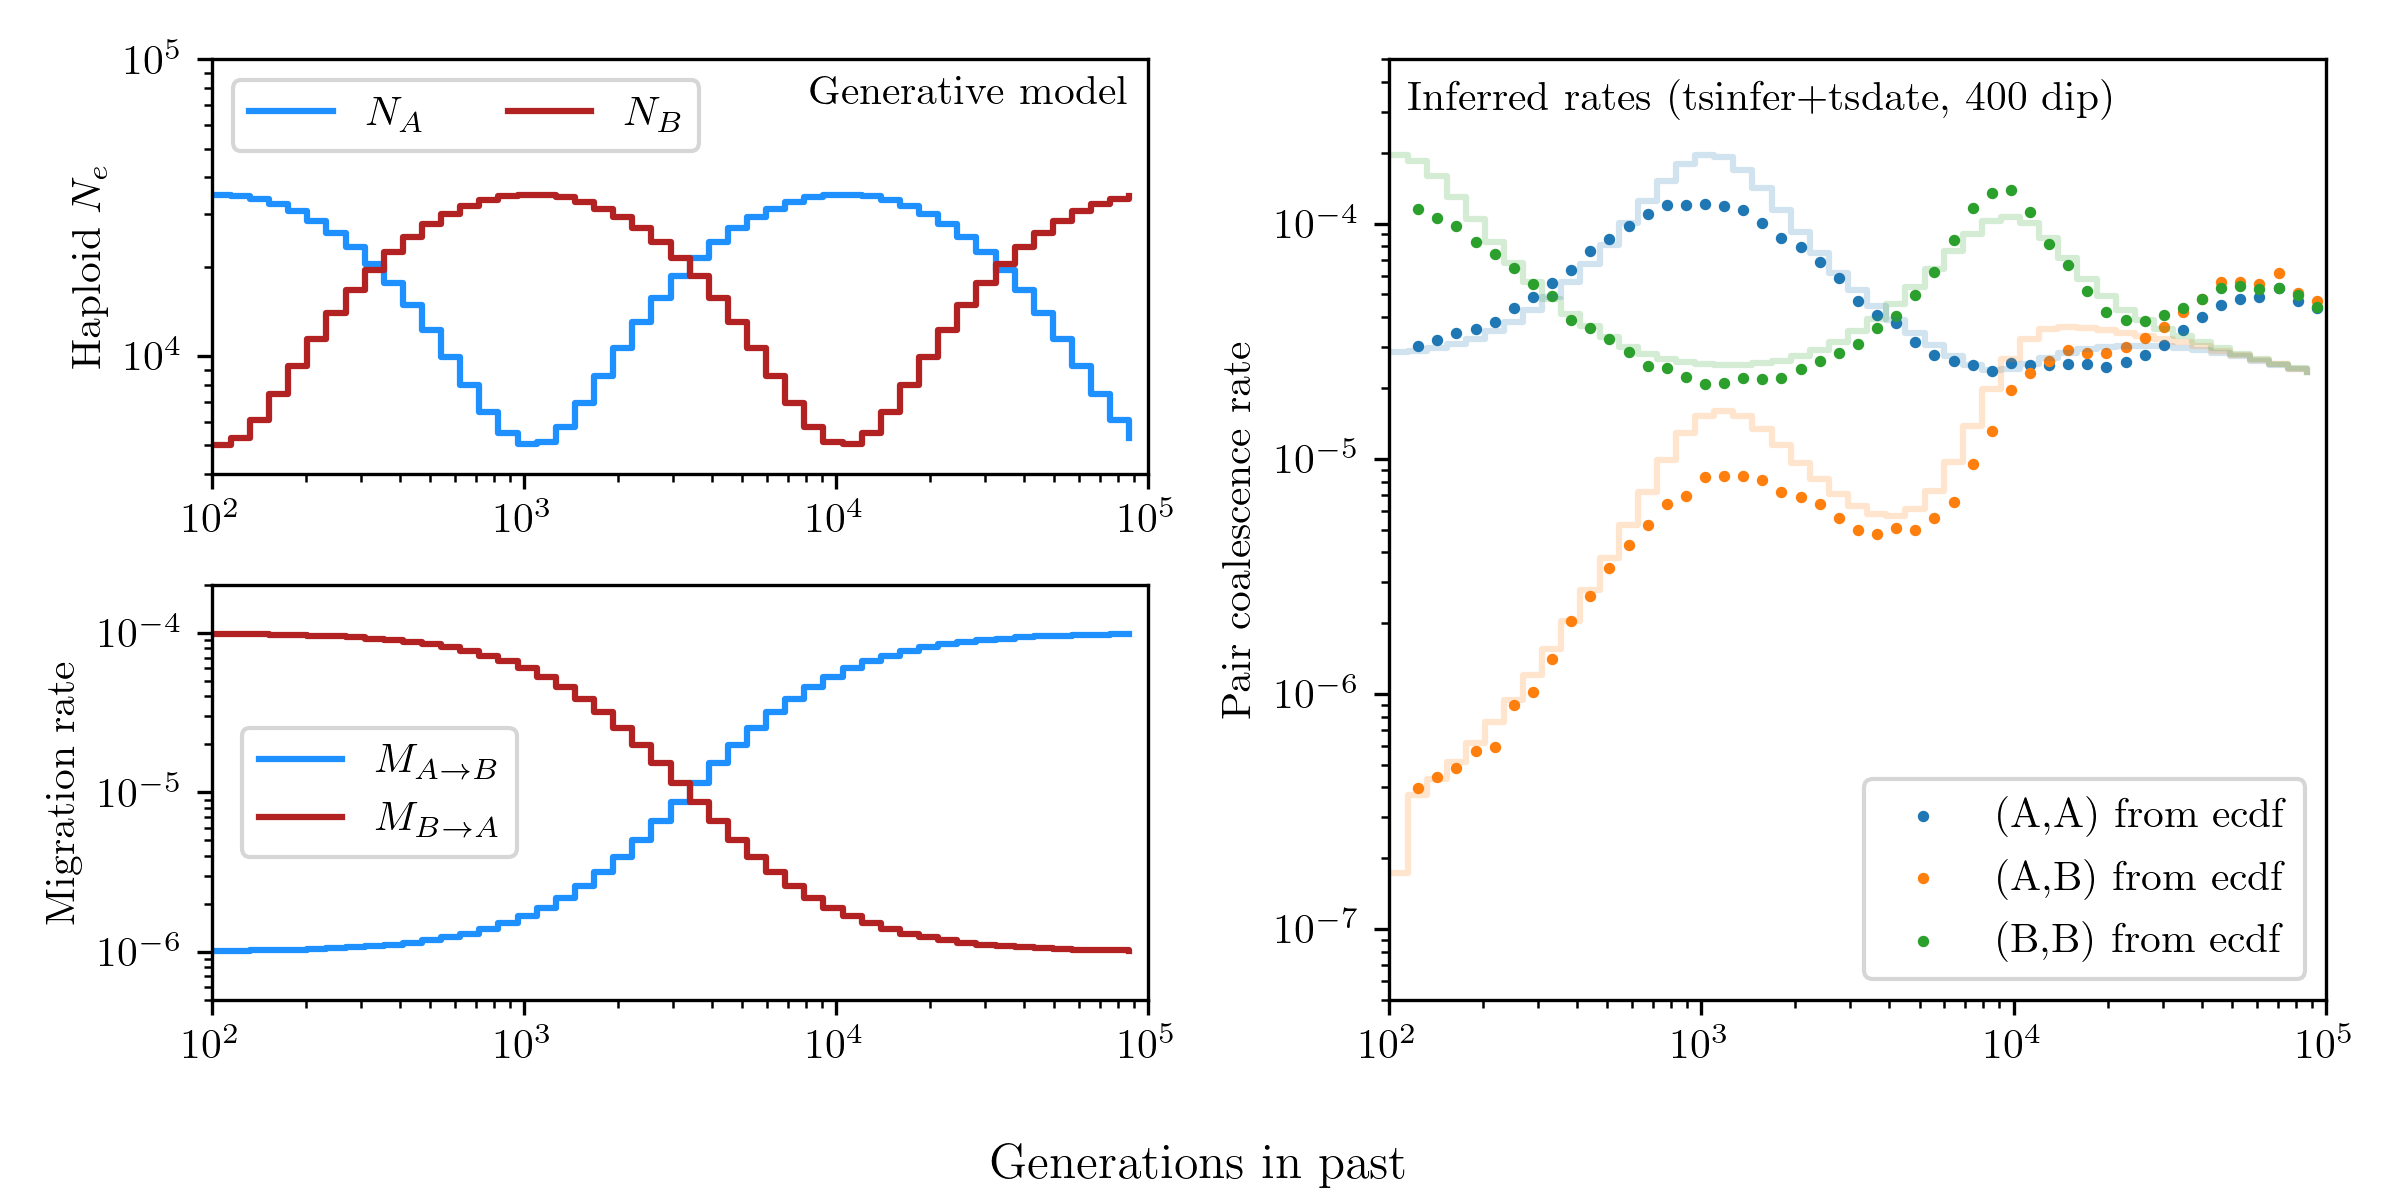 Generative model
N_A
N_B
Haploid N_e
10^5
10^4
10^2
10^3
10^4
10^5
Migration rate
10^-4
10^-5
10^-6
M_A→B
M_B→A
10^2
10^3
10^4
10^5
Inferred rates (tsinfer+tsdate, 400 dip)
Pair coalescence rate
10^-4
10^-5
10^-6
10^-7
(A,A) from ecdf
(A,B) from ecdf
(B,B) from ecdf
10^2
10^3
10^4
10^5
Generations in past